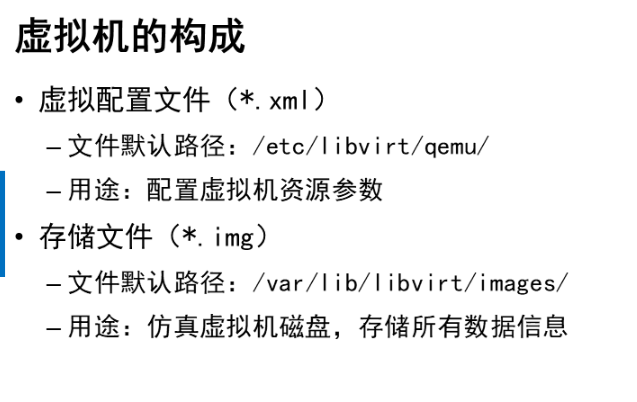 虚拟机的构成
• 虚拟配置文件（*.xml）
– 文件默认路径：/etc/libvirt/qemu/
– 用途：配置虚拟机资源参数
• 存储文件（*.img）
– 文件默认路径：/var/lib/libvirt/images/
– 用途：仿真虚拟机磁盘，存储所有数据信息